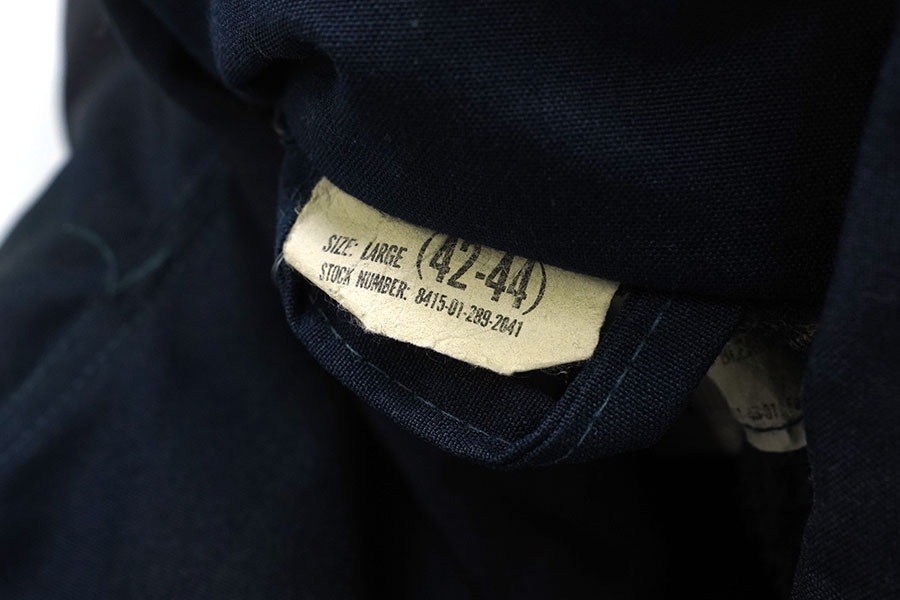 SIZE: LARGE (42-44)
STOCK NUMBER: 8415-01-289-2041